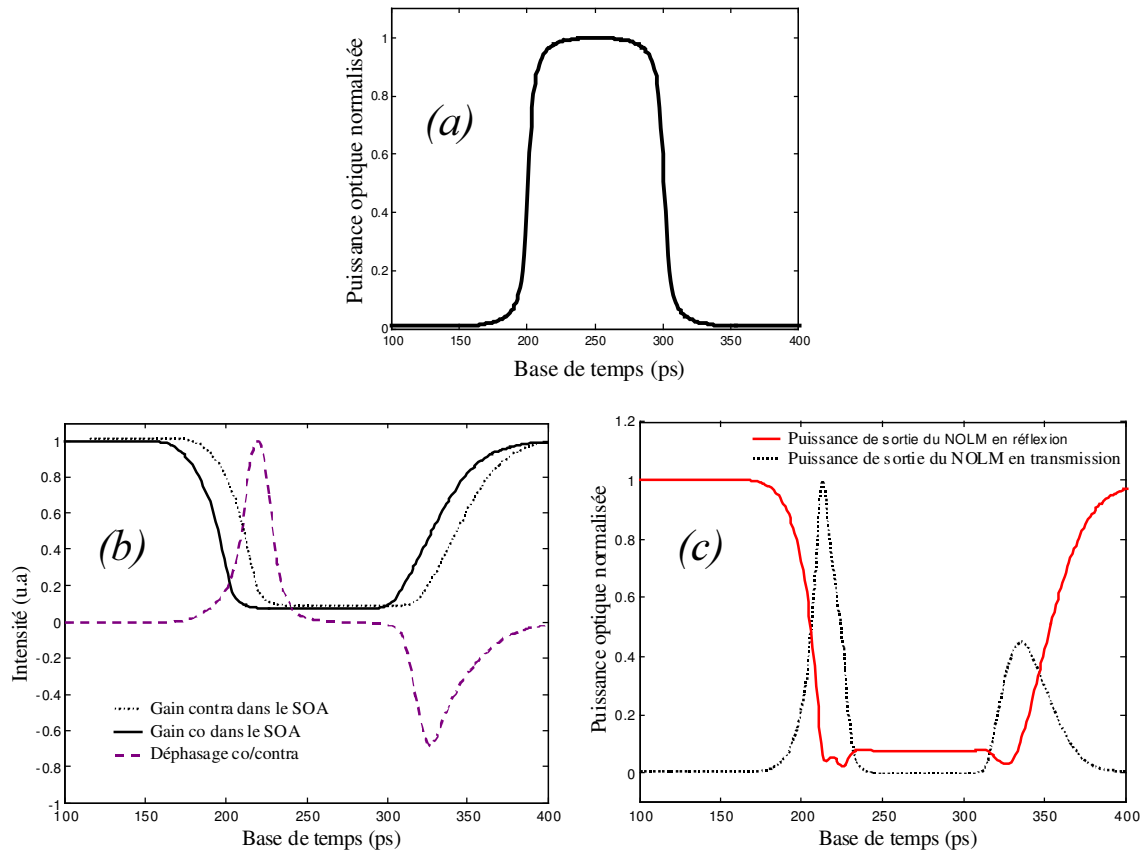 Puissance optique normalisée
1
0.8
0.6
0.4
0.2
0
(a)
100 150 200 250 300 350 400
Base de temps (ps)
Intensité (u.a)
1
0.8
0.6
0.4
0.2
0
-0.2
-0.4
-0.6
-0.8
-1
(b)
Gain contra dans le SOA
Gain co dans le SOA
Déphasage co/contra
100 150 200 250 300 350 400
Base de temps (ps)
Puissance optique normalisée
1.2
1
0.8
0.6
0.4
0.2
0
Puissance de sortie du NOLM en réflexion
Puissance de sortie du NOLM en transmission
(c)
100 150 200 250 300 350 400
Base de temps (ps)